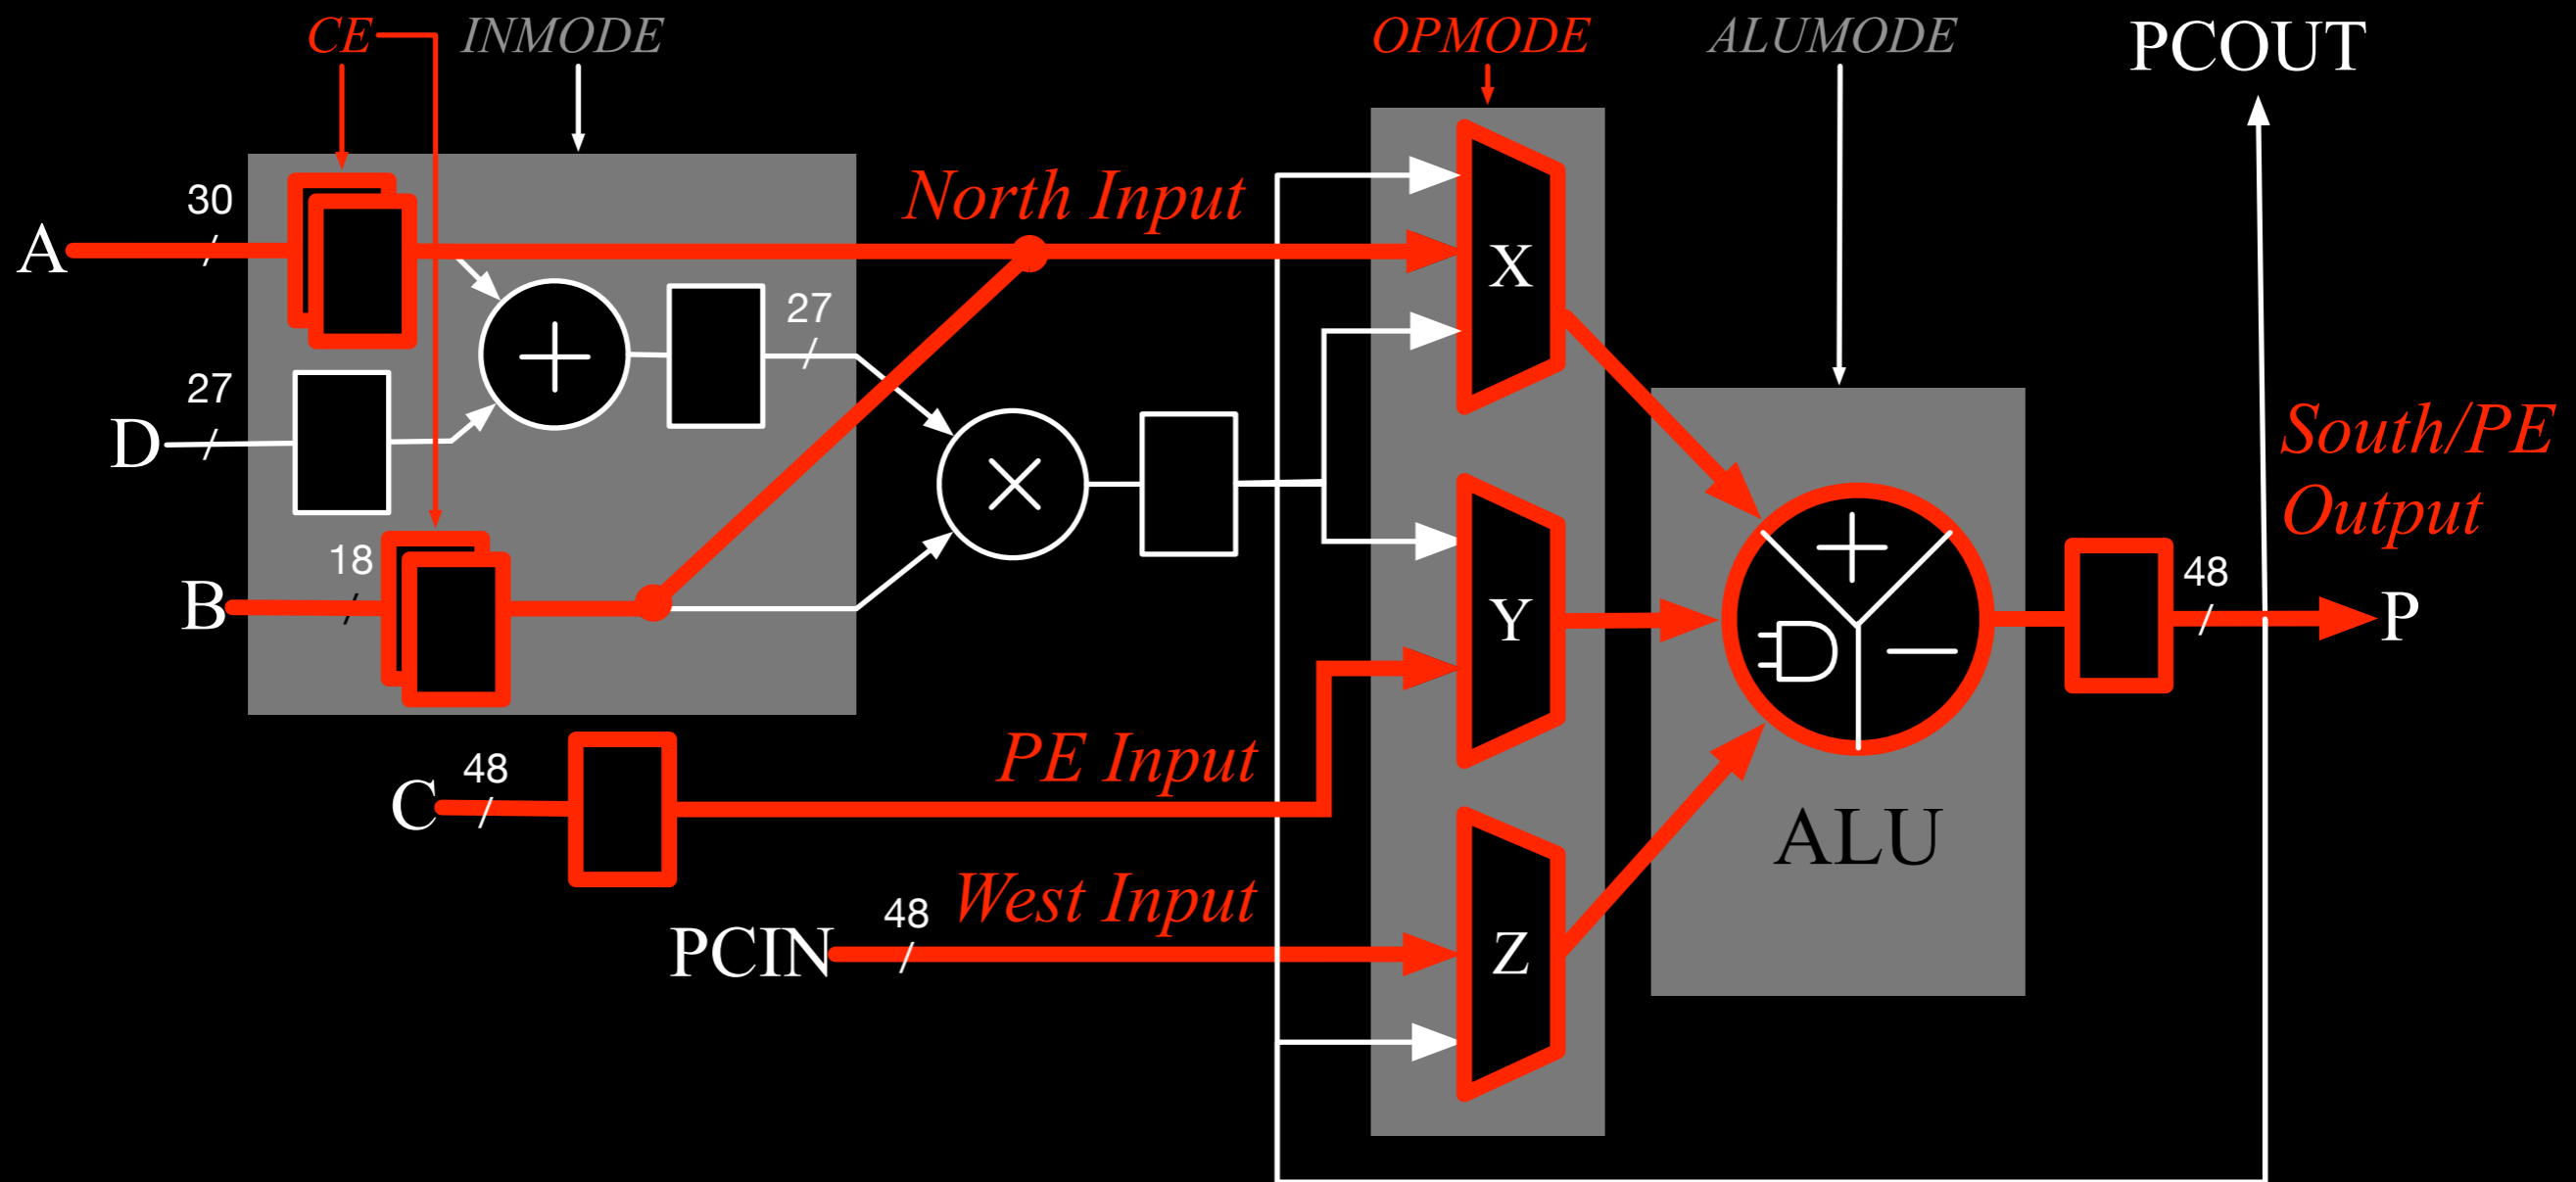 CE
INMODE
OPMODE
ALUMODE
PCOUT
30
A
North Input
X
27
D
27
18
B
Y
South/PE
Output
48
P
C
48
PE Input
ALU
PCIN
48
West Input
Z